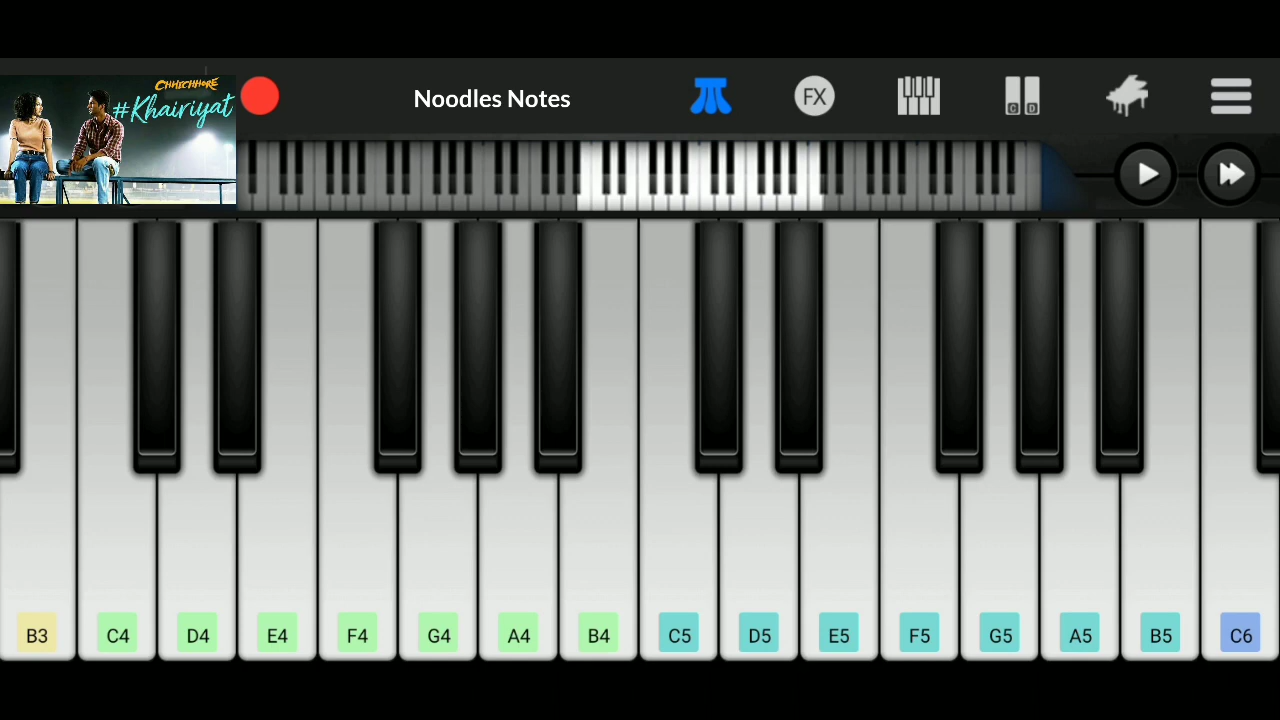 CHHICHHORE
#Khairiyat
Noodles Notes
FX
C D
B3 C4 D4 E4 F4 G4 A4 B4 C5 D5 E5 F5 G5 A5 B5 C6